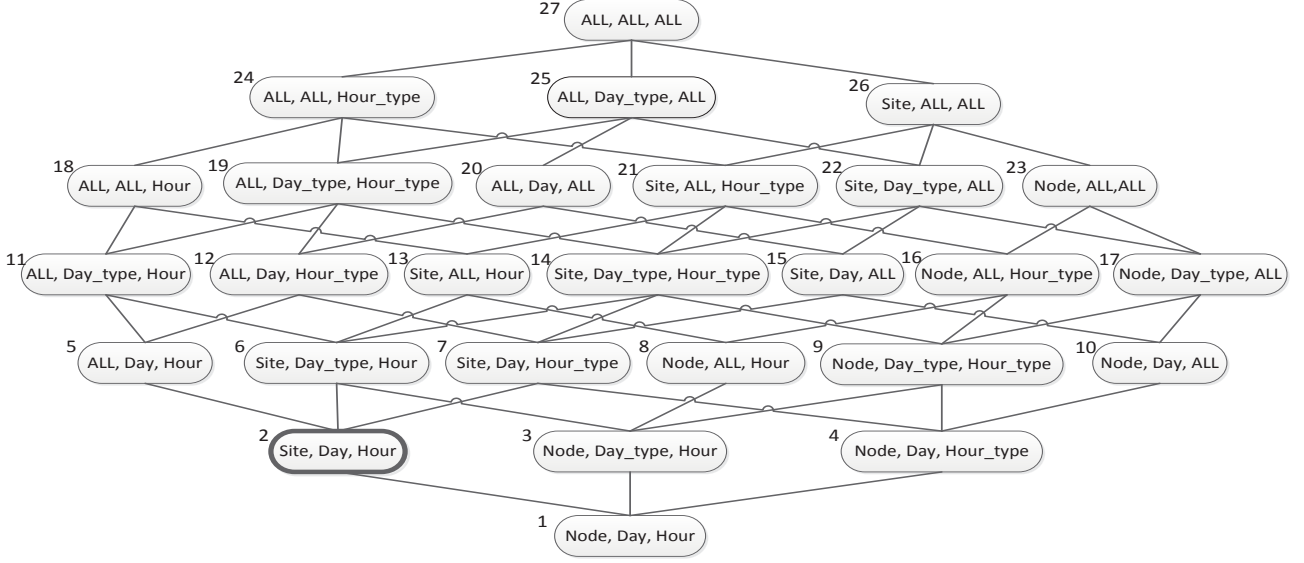 27 ALL, ALL, ALL
24 ALL, ALL, Hour_type
25 ALL, Day_type, ALL
26 Site, ALL, ALL
18 ALL, ALL, Hour
19 ALL, Day_type, Hour_type
20 ALL, Day, ALL
21 Site, ALL, Hour_type
22 Site, Day_type, ALL
23 Node, ALL,ALL
11 ALL, Day_type, Hour
12 ALL, Day, Hour_type
13 Site, ALL, Hour
14 Site, Day_type, Hour_type
15 Site, Day, ALL
16 Node, ALL, Hour_type
17 Node, Day_type, ALL
5 ALL, Day, Hour
6 Site, Day_type, Hour
7 Site, Day, Hour_type
8 Node, ALL, Hour
9 Node, Day_type, Hour_type
10 Node, Day, ALL
2 Site, Day, Hour
3 Node, Day_type, Hour
4 Node, Day, Hour_type
1 Node, Day, Hour